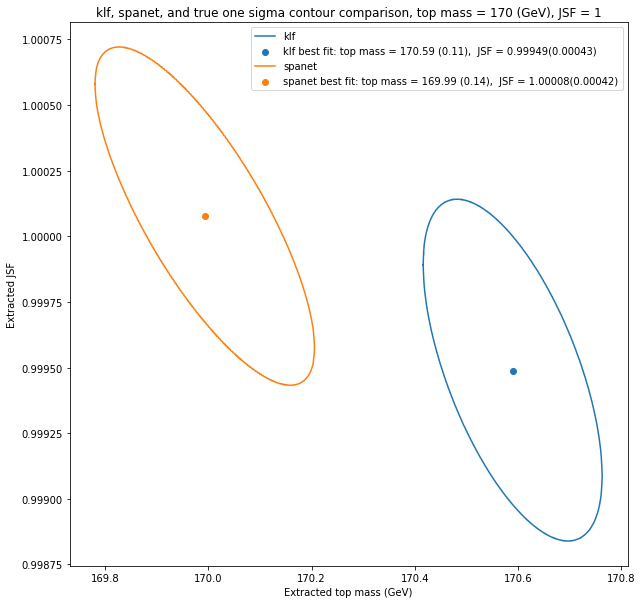 klf, spanet, and true one sigma contour comparison, top mass = 170 (GeV), JSF = 1
klf
klf best fit: top mass = 170.59 (0.11),  JSF = 0.99949(0.00043)
spanet
spanet best fit: top mass = 169.99 (0.14),  JSF = 1.00008(0.00042)
Extracted JSF
1.00075
1.00050
1.00025
1.00000
0.99975
0.99950
0.99925
0.99900
0.99875
169.8 170.0 170.2 170.4 170.6 170.8
Extracted top mass (GeV)